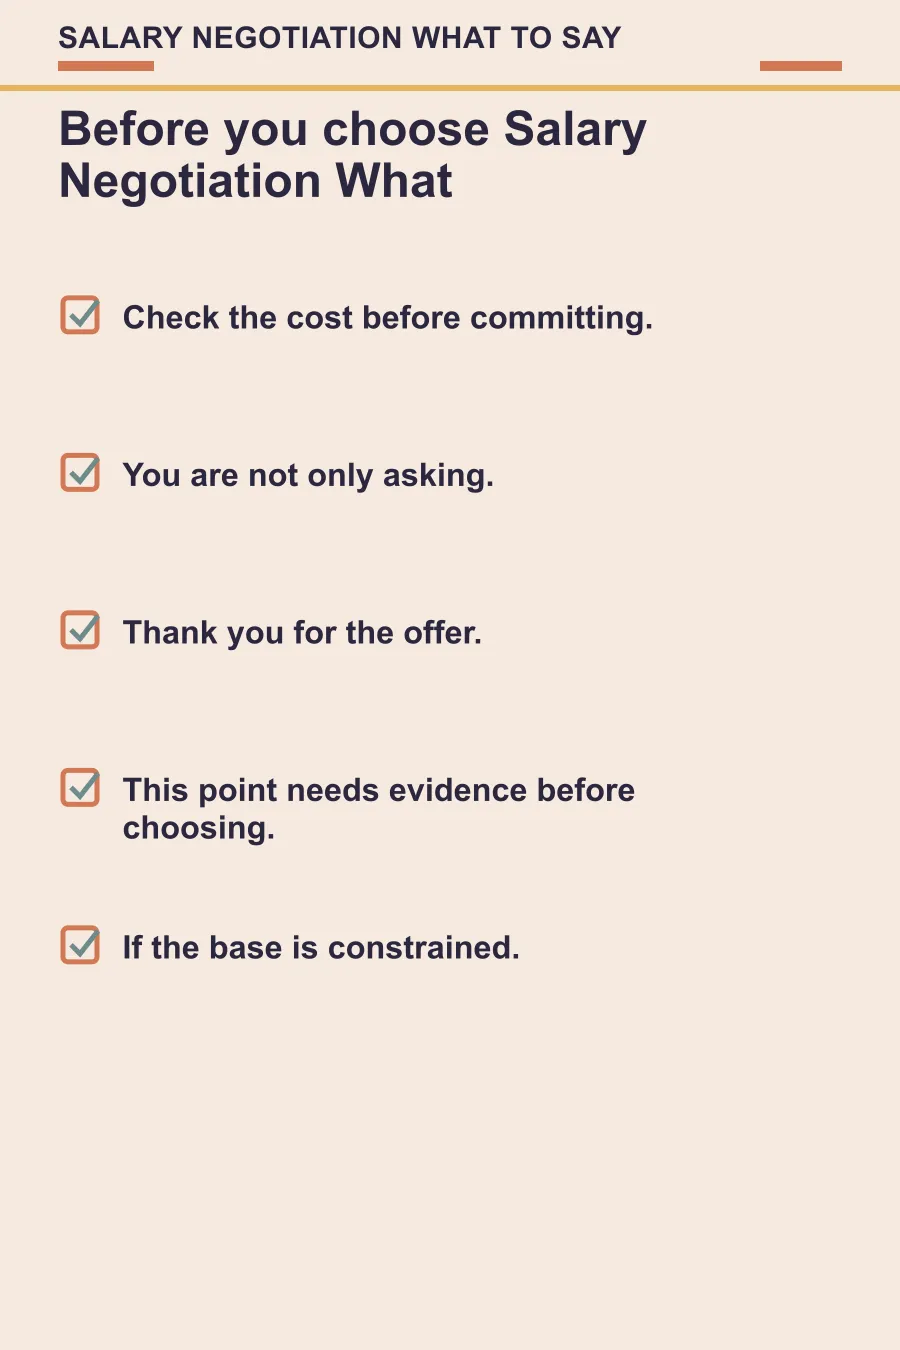 SALARY NEGOTIATION WHAT TO SAY
Before you choose Salary
Negotiation What
Check the cost before committing.
You are not only asking.
Thank you for the offer.
This point needs evidence before
choosing.
If the base is constrained.